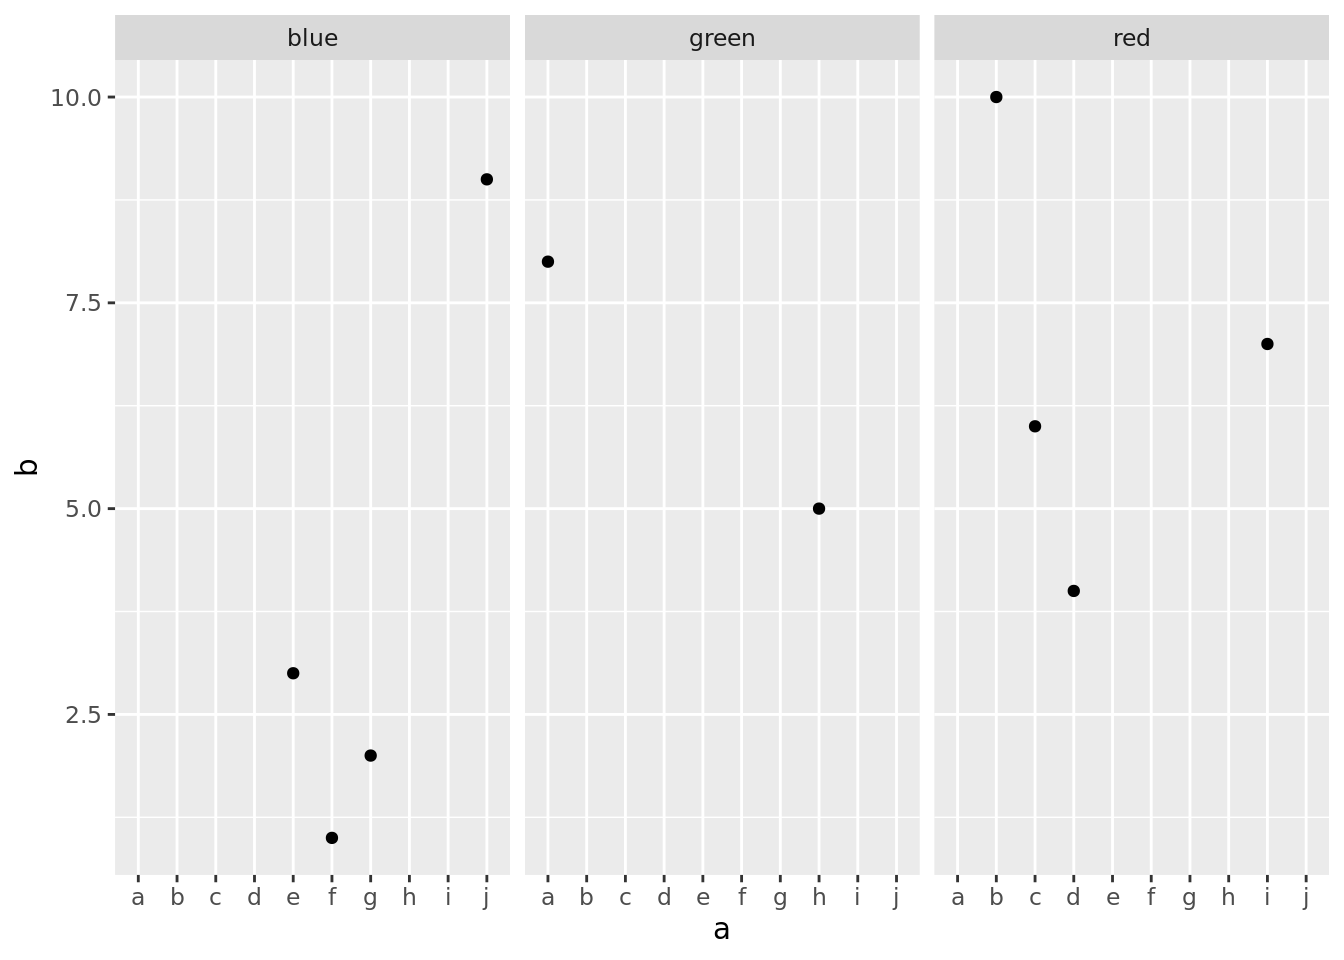 blue green red
10.0
7.5
5.0
2.5
b
a b c d e f g h i j a b c d e f g h i j a b c d e f g h i j
a